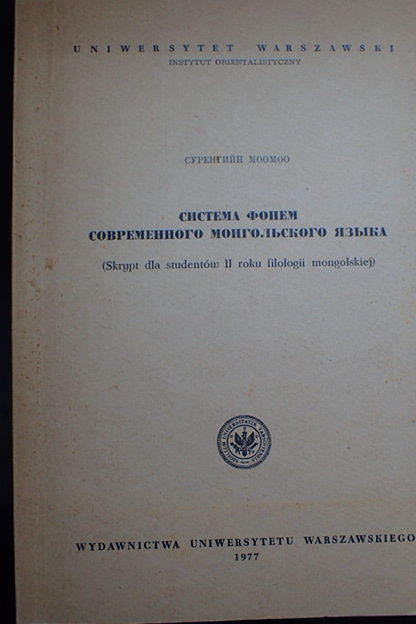 UNIWERSYTET WARSZAWSKI
INSTYTUT ORIENTALISTYCZNY
СУРЕНГИЙН МООМОО
СИСТЕМА ФОНЕМ
СОВРЕМЕННОГО МОНГОЛЬСКОГО ЯЗЫКА
(Skrypt dla studentów II roku filologii mongolskiej)
WYDAWNICTWA UNIWERSYTETU WARSZAWSKIEGO
1977